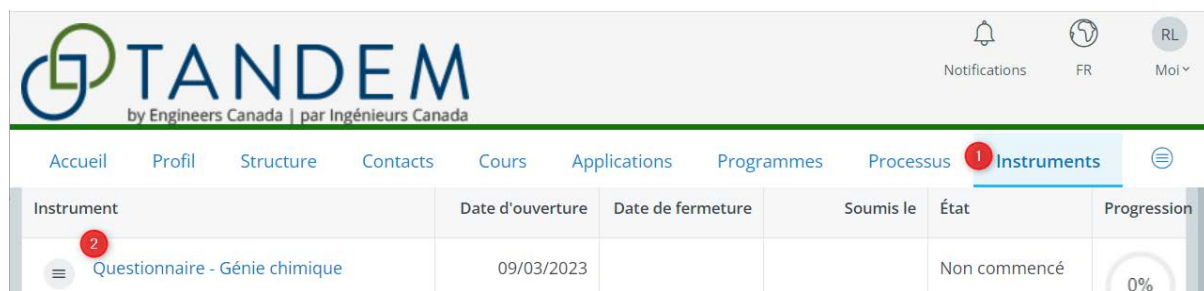 TANDEM
by Engineers Canada | par Ingénieurs Canada
Notifications FR RL Moi
Accueil Profil Structure Contacts Cours Applications Programmes Processus 1 Instruments
Instrument Date d'ouverture Date de fermeture Soumis le État Progression
2
Questionnaire - Génie chimique 09/03/2023 Non commencé 0%